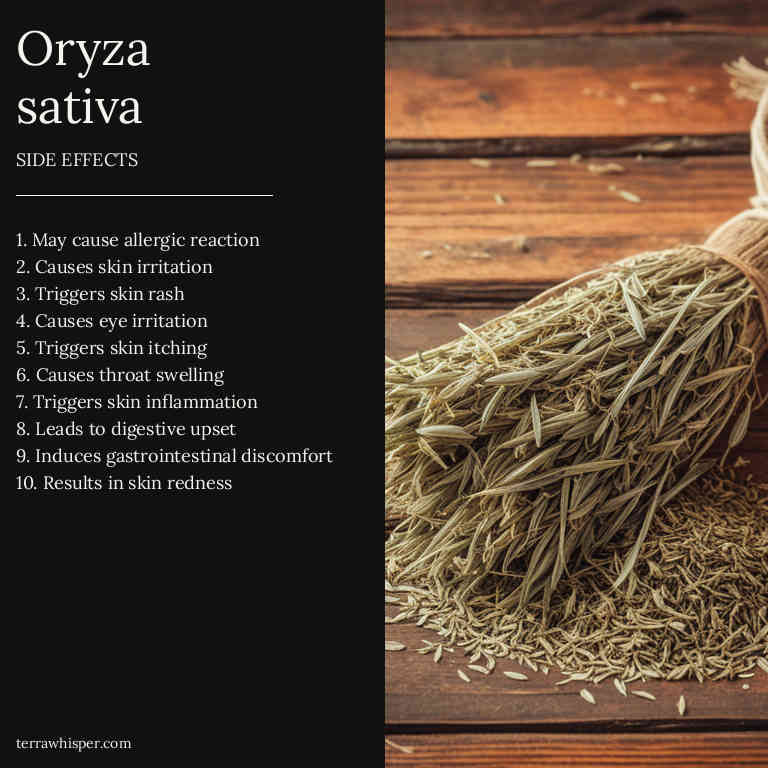 Oryza
sativa
SIDE EFFECTS
1. May cause allergic reaction
2. Causes skin irritation
3. Triggers skin rash
4. Causes eye irritation
5. Triggers skin itching
6. Causes throat swelling
7. Triggers skin inflammation
8. Leads to digestive upset
9. Induces gastrointestinal discomfort
10. Results in skin redness
terrawhisper.com